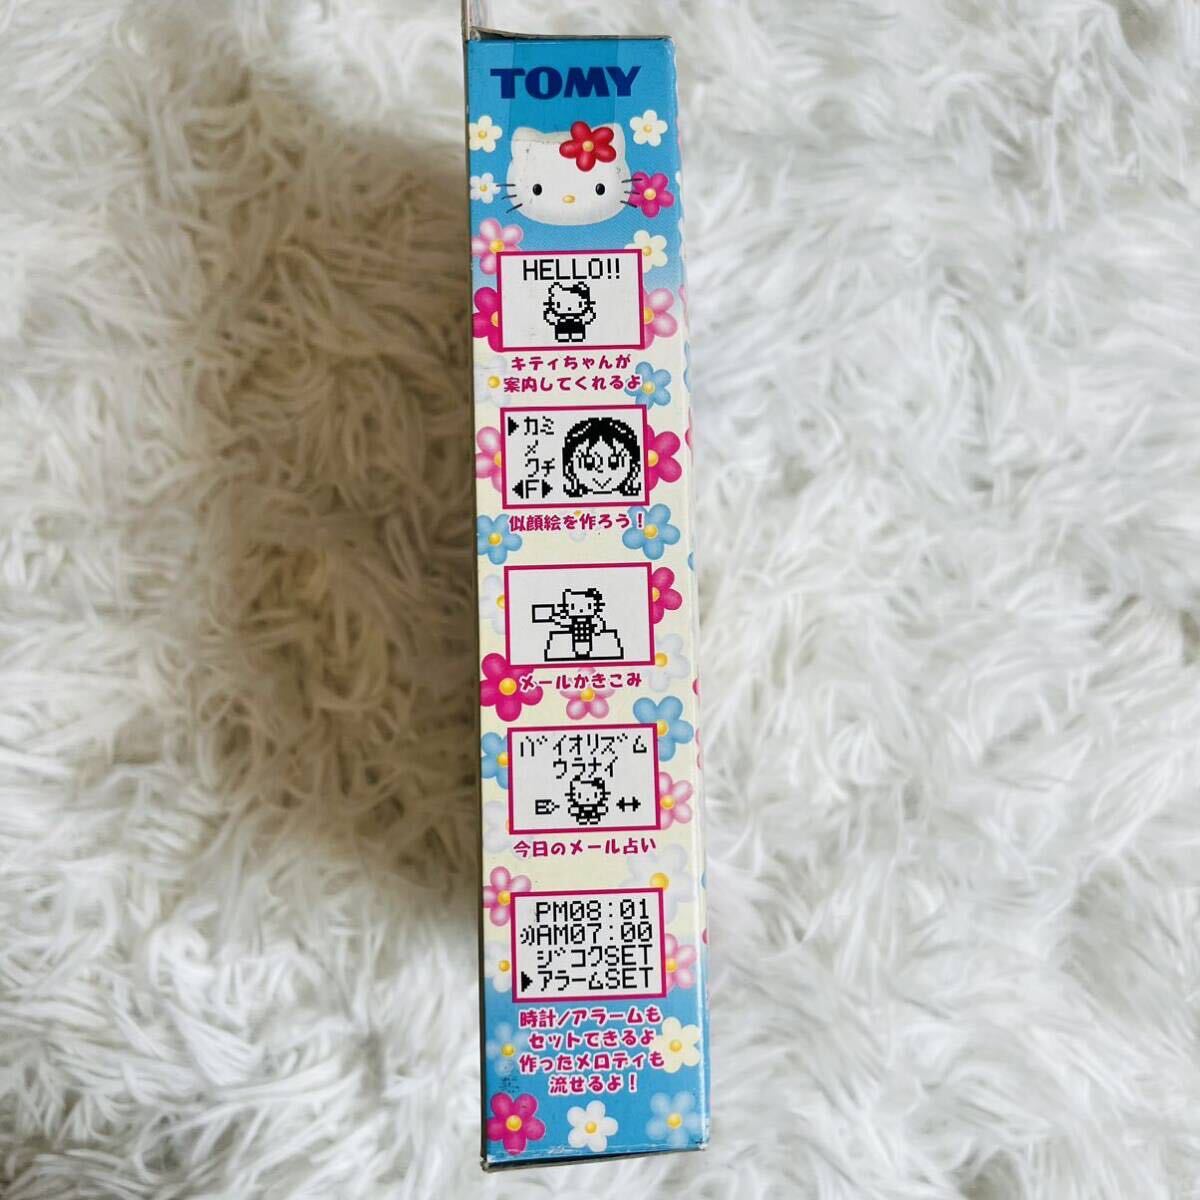 TOMY
HELLO!!
キティちゃんが
案内してくれるよ
▶カミ
メ
クチ
◀F▶
似顔絵を作ろう!
メールかきこみ
バイオリズム
ウラナイ
今日のメール占い
PM08:01
AM07:00
ジコクSET
▶アラームSET
時計/アラームも
セットできるよ
作ったメロディも
流せるよ!